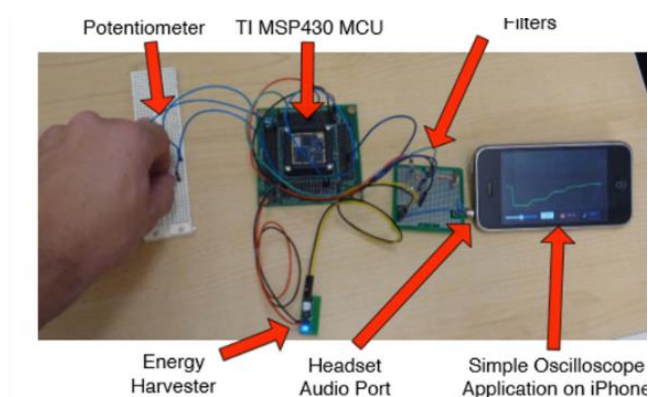 Potentiometer
TI MSP430 MCU
Filters
Energy
Harvester
Headset
Audio Port
Simple Oscilloscope
Application on iPhone